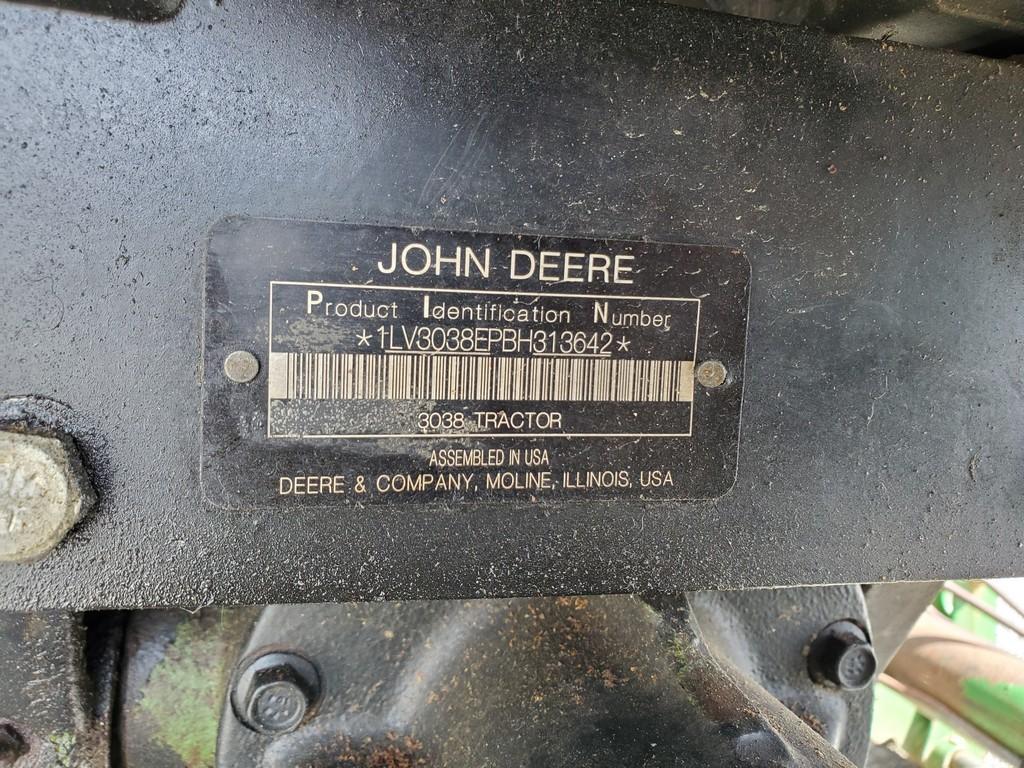 JOHN DEERE
Product Identification Number
*1LV3038EPBH313642*
3038 TRACTOR
ASSEMBLED IN USA
DEERE & COMPANY, MOLINE, ILLINOIS, USA